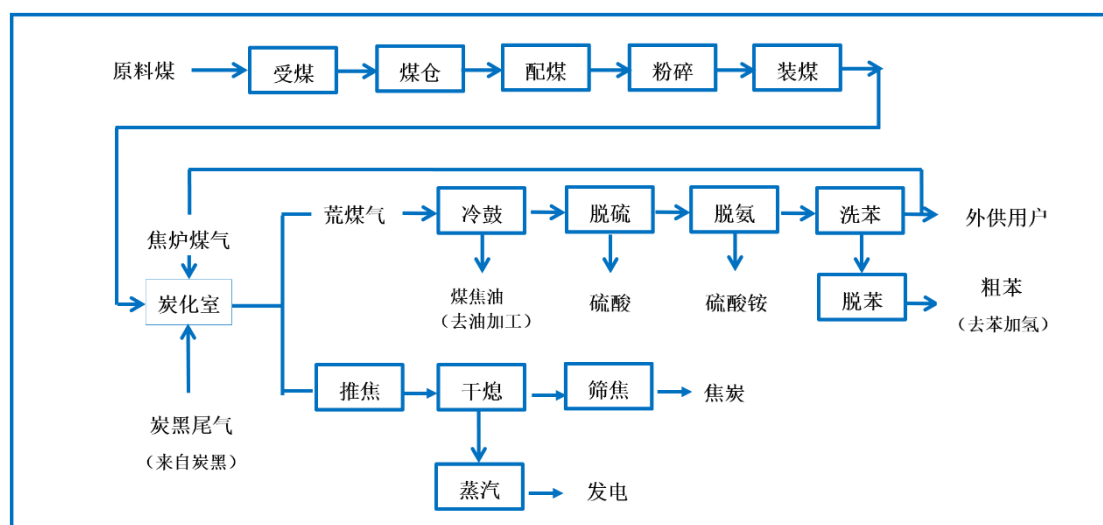 原料煤
受煤
煤仓
配煤
粉碎
装煤
荒煤气
冷鼓
脱硫
脱氨
洗苯
外供用户
焦炉煤气
炭化室
煤焦油
（去油加工）
硫酸
硫酸铵
脱苯
粗苯
（去苯加氢）
推焦
干熄
筛焦
焦炭
炭黑尾气
（来自炭黑）
蒸汽
发电